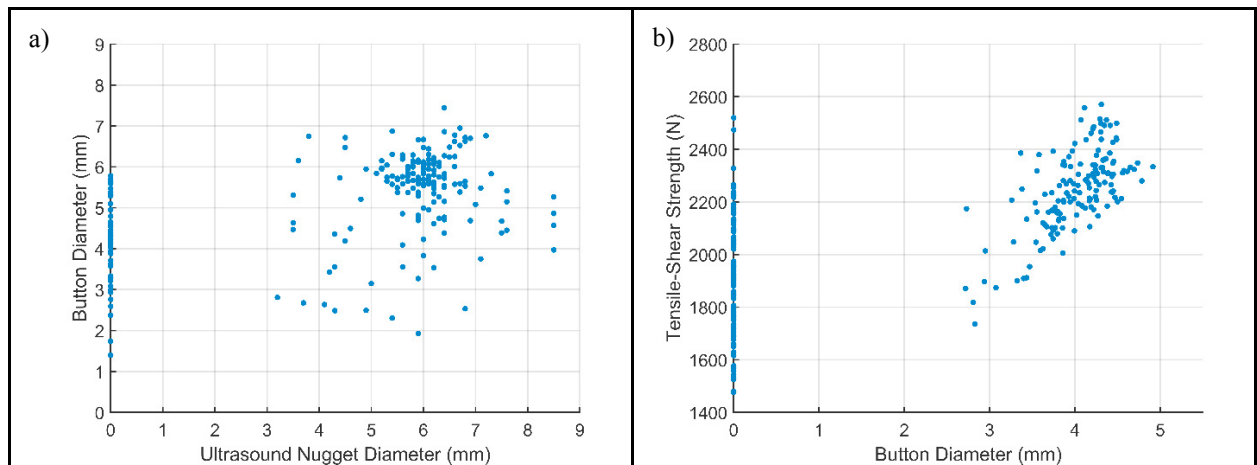 a)
9
8
7
6
5
4
3
2
1
0
Button Diameter (mm)
0 1 2 3 4 5 6 7 8 9
Ultrasound Nugget Diameter (mm)
b)
2800
2600
2400
2200
2000
1800
1600
1400
Tensile-Shear Strength (N)
0 1 2 3 4 5
Button Diameter (mm)